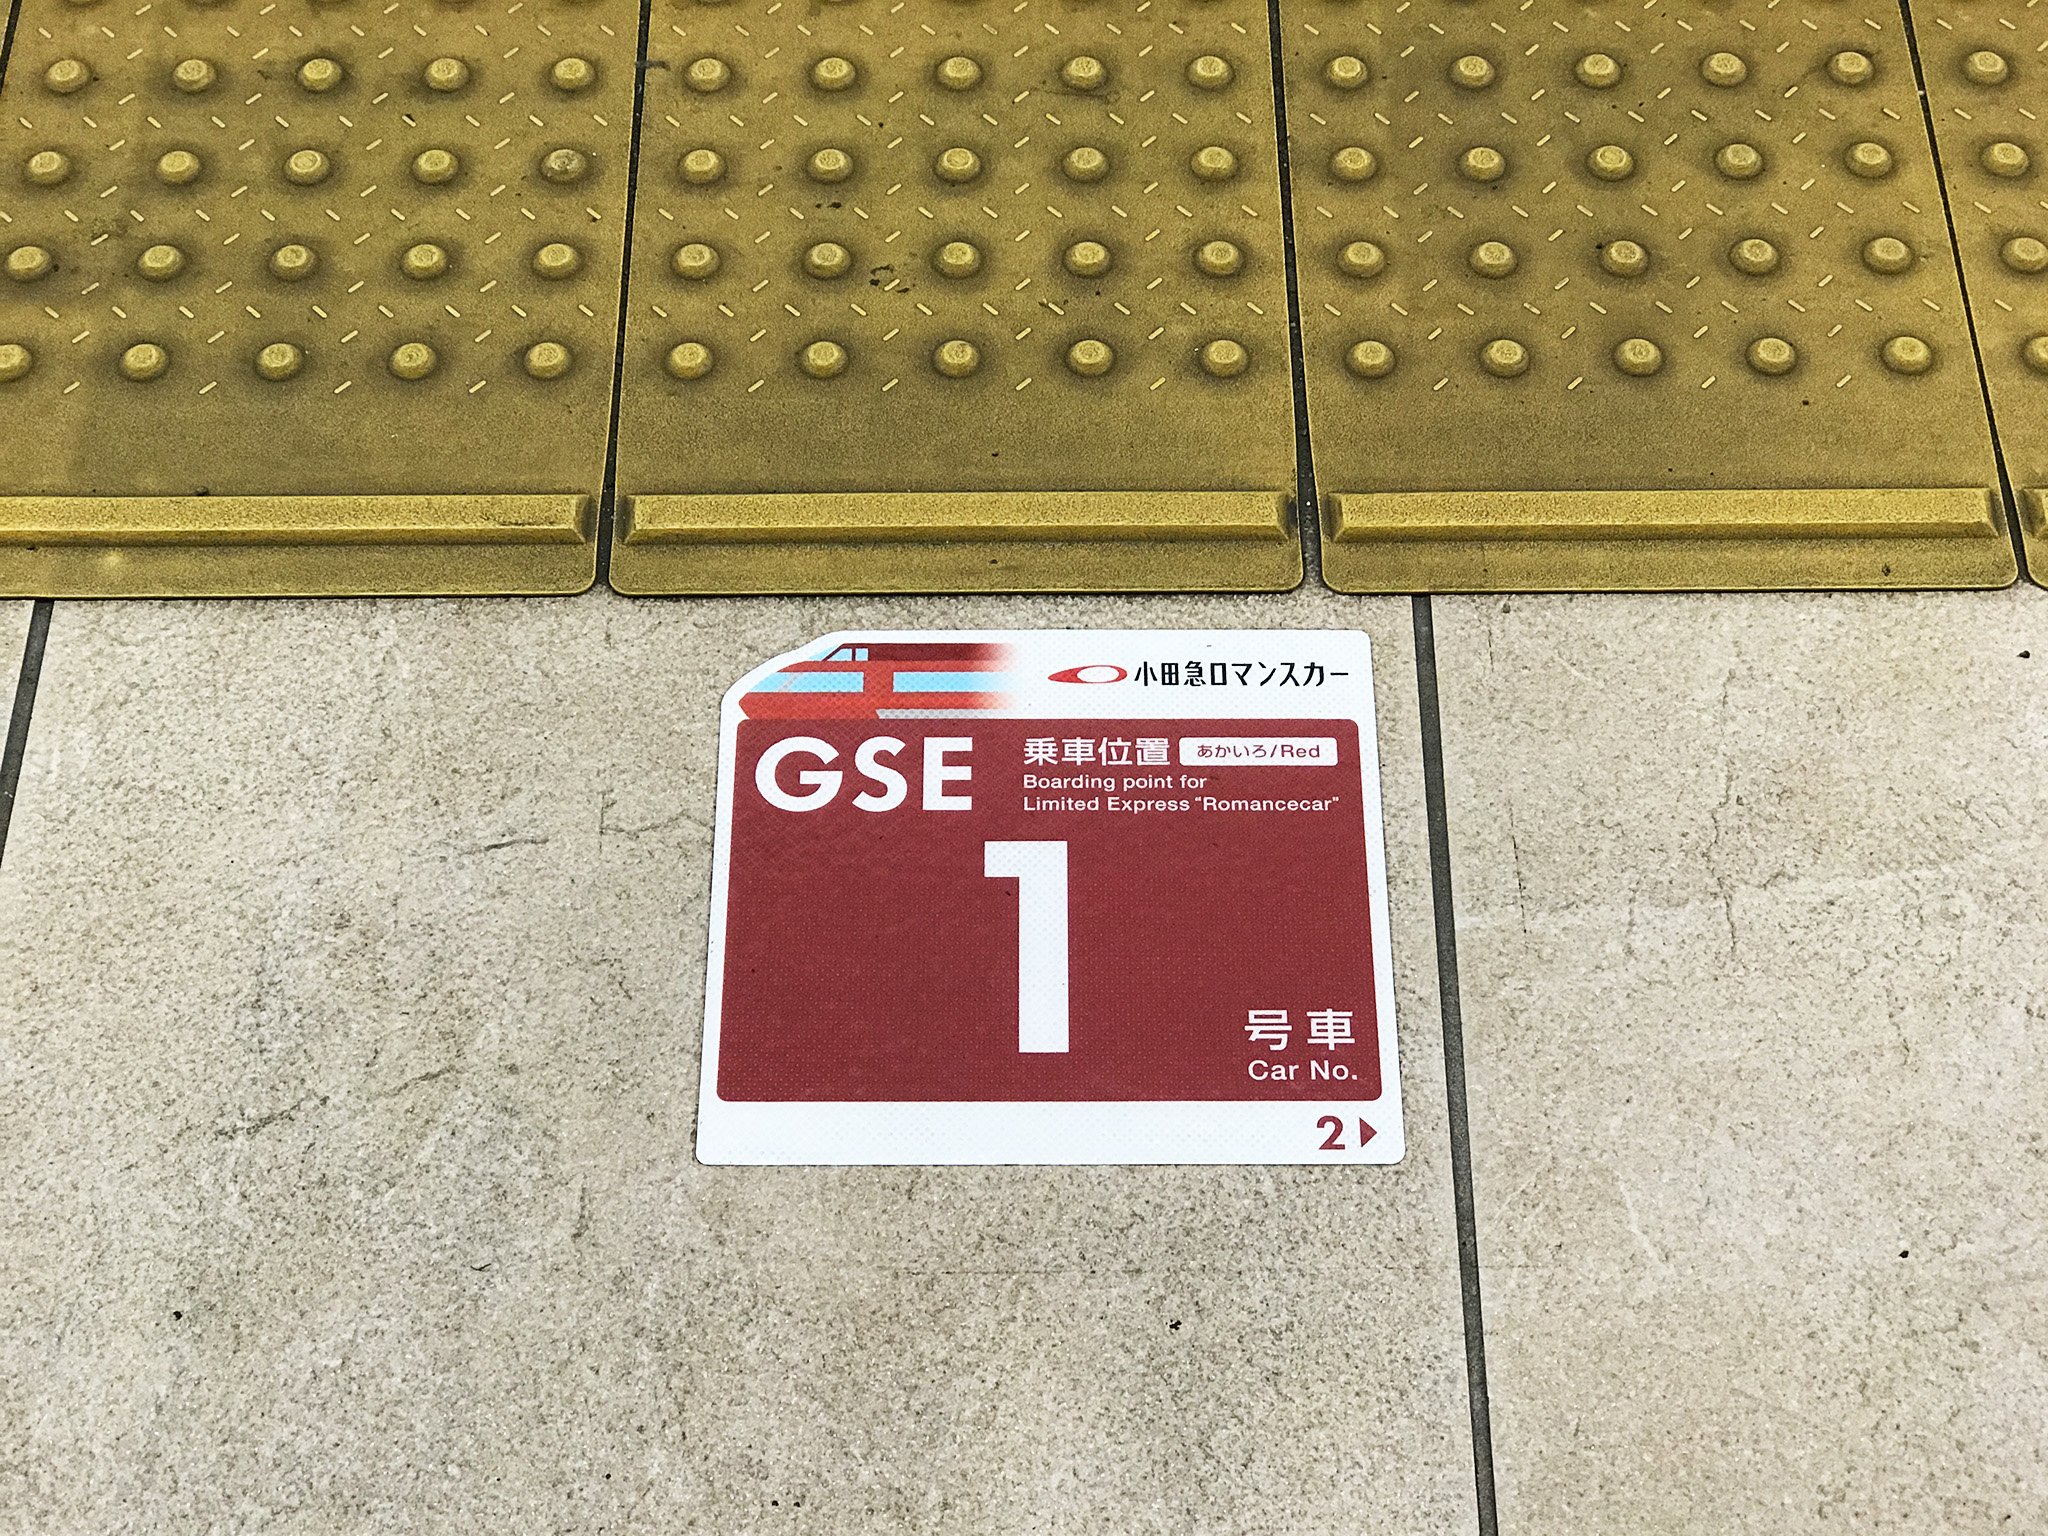 小田急ロマンスカー
GSE
乗車位置 あかいろ/Red
Boarding point for
Limited Express “Romancecar”
1
号車
Car No.
2▶